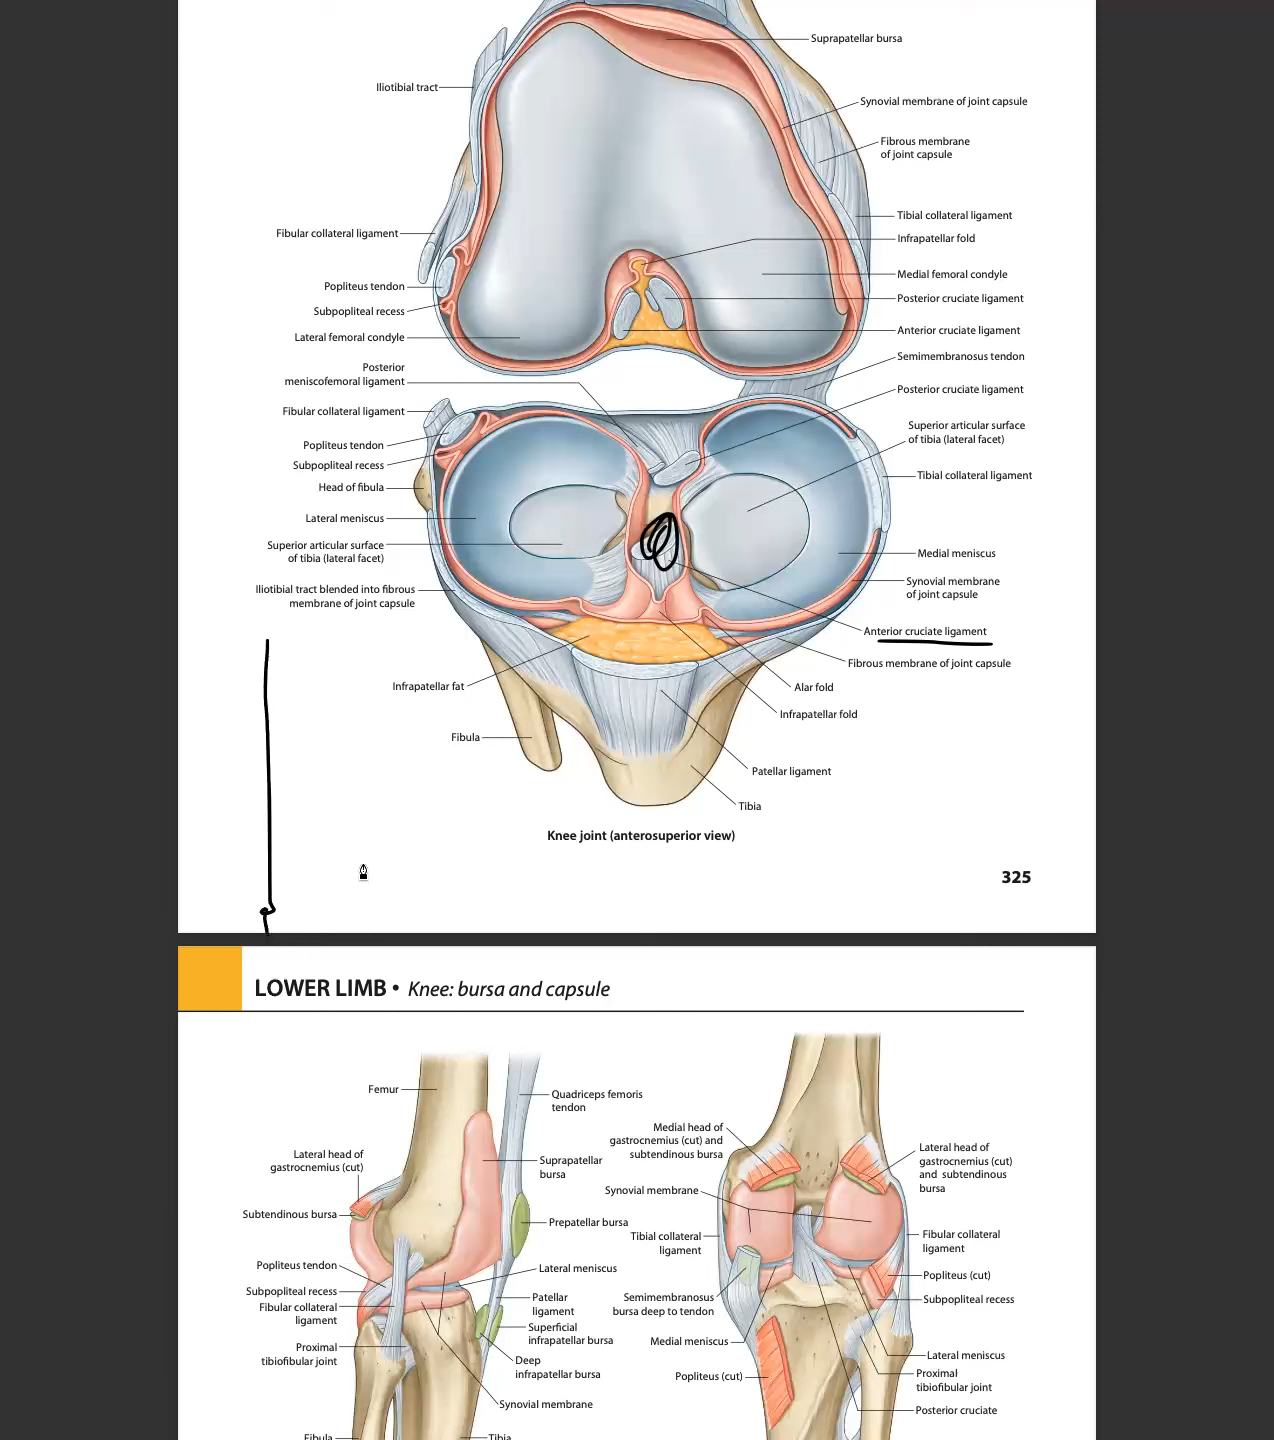 Suprapatellar bursa
Iliotibial tract
Synovial membrane of joint capsule
Fibrous membrane
of joint capsule
Tibial collateral ligament
Fibular collateral ligament
Infrapatellar fold
Medial femoral condyle
Popliteus tendon
Posterior cruciate ligament
Subpopliteal recess
Anterior cruciate ligament
Lateral femoral condyle
Semimembranosus tendon
Posterior
meniscofemoral ligament
Posterior cruciate ligament
Fibular collateral ligament
Superior articular surface
of tibia (lateral facet)
Popliteus tendon
Subpopliteal recess
Tibial collateral ligament
Head of fibula
Lateral meniscus
Superior articular surface
of tibia (lateral facet)
Medial meniscus
Synovial membrane
of joint capsule
Iliotibial tract blended into fibrous
membrane of joint capsule
Anterior cruciate ligament
Fibrous membrane of joint capsule
Infrapatellar fat
Alar fold
Infrapatellar fold
Fibula
Patellar ligament
Tibia
Knee joint (anterosuperior view)
325
LOWER LIMB • Knee: bursa and capsule
Femur
Quadriceps femoris
tendon
Medial head of
gastrocnemius (cut) and
subtendinous bursa
Lateral head of
gastrocnemius (cut)
Lateral head of
gastrocnemius (cut)
and subtendinous
bursa
Suprapatellar
bursa
Synovial membrane
Subtendinous bursa
Prepatellar bursa
Tibial collateral
ligament
Fibular collateral
ligament
Popliteus tendon
Lateral meniscus
Popliteus (cut)
Subpopliteal recess
Patellar
ligament
Semimembranosus
bursa deep to tendon
Subpopliteal recess
Fibular collateral
ligament
Superficial
infrapatellar bursa
Medial meniscus
Proximal
tibiofibular joint
Deep
infrapatellar bursa
Lateral meniscus
Popliteus (cut)
Proximal
tibiofibular joint
Synovial membrane
Posterior cruciate
Fibula
Tibia